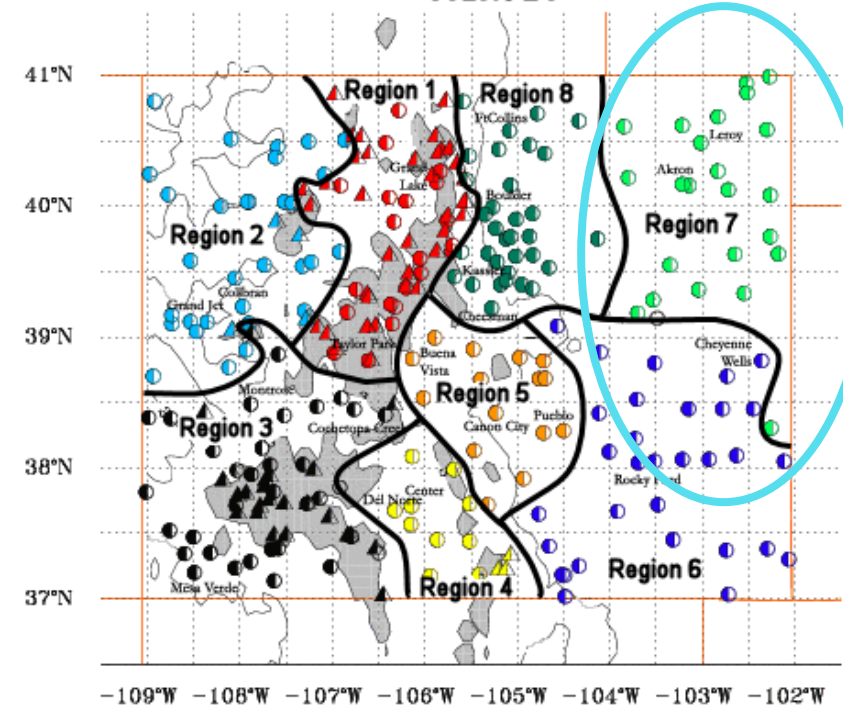 41°N
Region 1
Region 8
FtCollins
Leroy
Grand
Lake
Akron
40°N
Boulder
Region 7
Region 2
Kassler
Collbran
Grand Jct
Cheesman
39°N
Taylor Park
Buena
Vista
Cheyenne
Wells
Montrose
Region 5
Cochetopa Creek
Canon City
Pueblo
Region 3
38°N
Rocky Ford
Del Norte
Center
Region 6
Mesa Verde
Region 4
37°N
-109°W -108°W -107°W -106°W -105°W -104°W -103°W -102°W